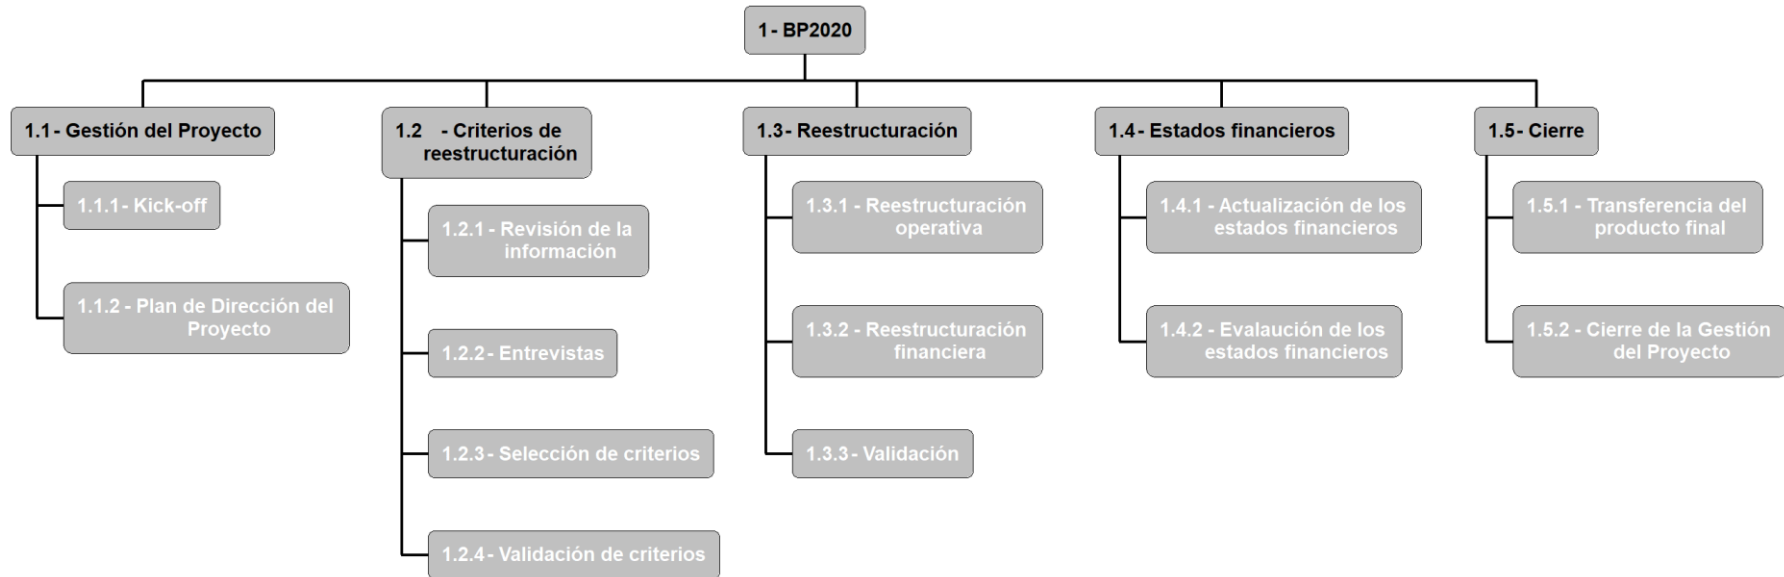 1 - BP2020
1.1 - Gestión del Proyecto
1.1.1 - Kick-off
1.1.2 - Plan de Dirección del
Proyecto
1.2 - Criterios de
reestructuración
1.2.1 - Revisión de la
información
1.2.2 - Entrevistas
1.2.3 - Selección de criterios
1.2.4 - Validación de criterios
1.3 - Reestructuración
1.3.1 - Reestructuración
operativa
1.3.2 - Reestructuración
financiera
1.3.3 - Validación
1.4 - Estados financieros
1.4.1 - Actualización de los
estados financieros
1.4.2 - Evalaución de los
estados financieros
1.5 - Cierre
1.5.1 - Transferencia del
producto final
1.5.2 - Cierre de la Gestión
del Proyecto